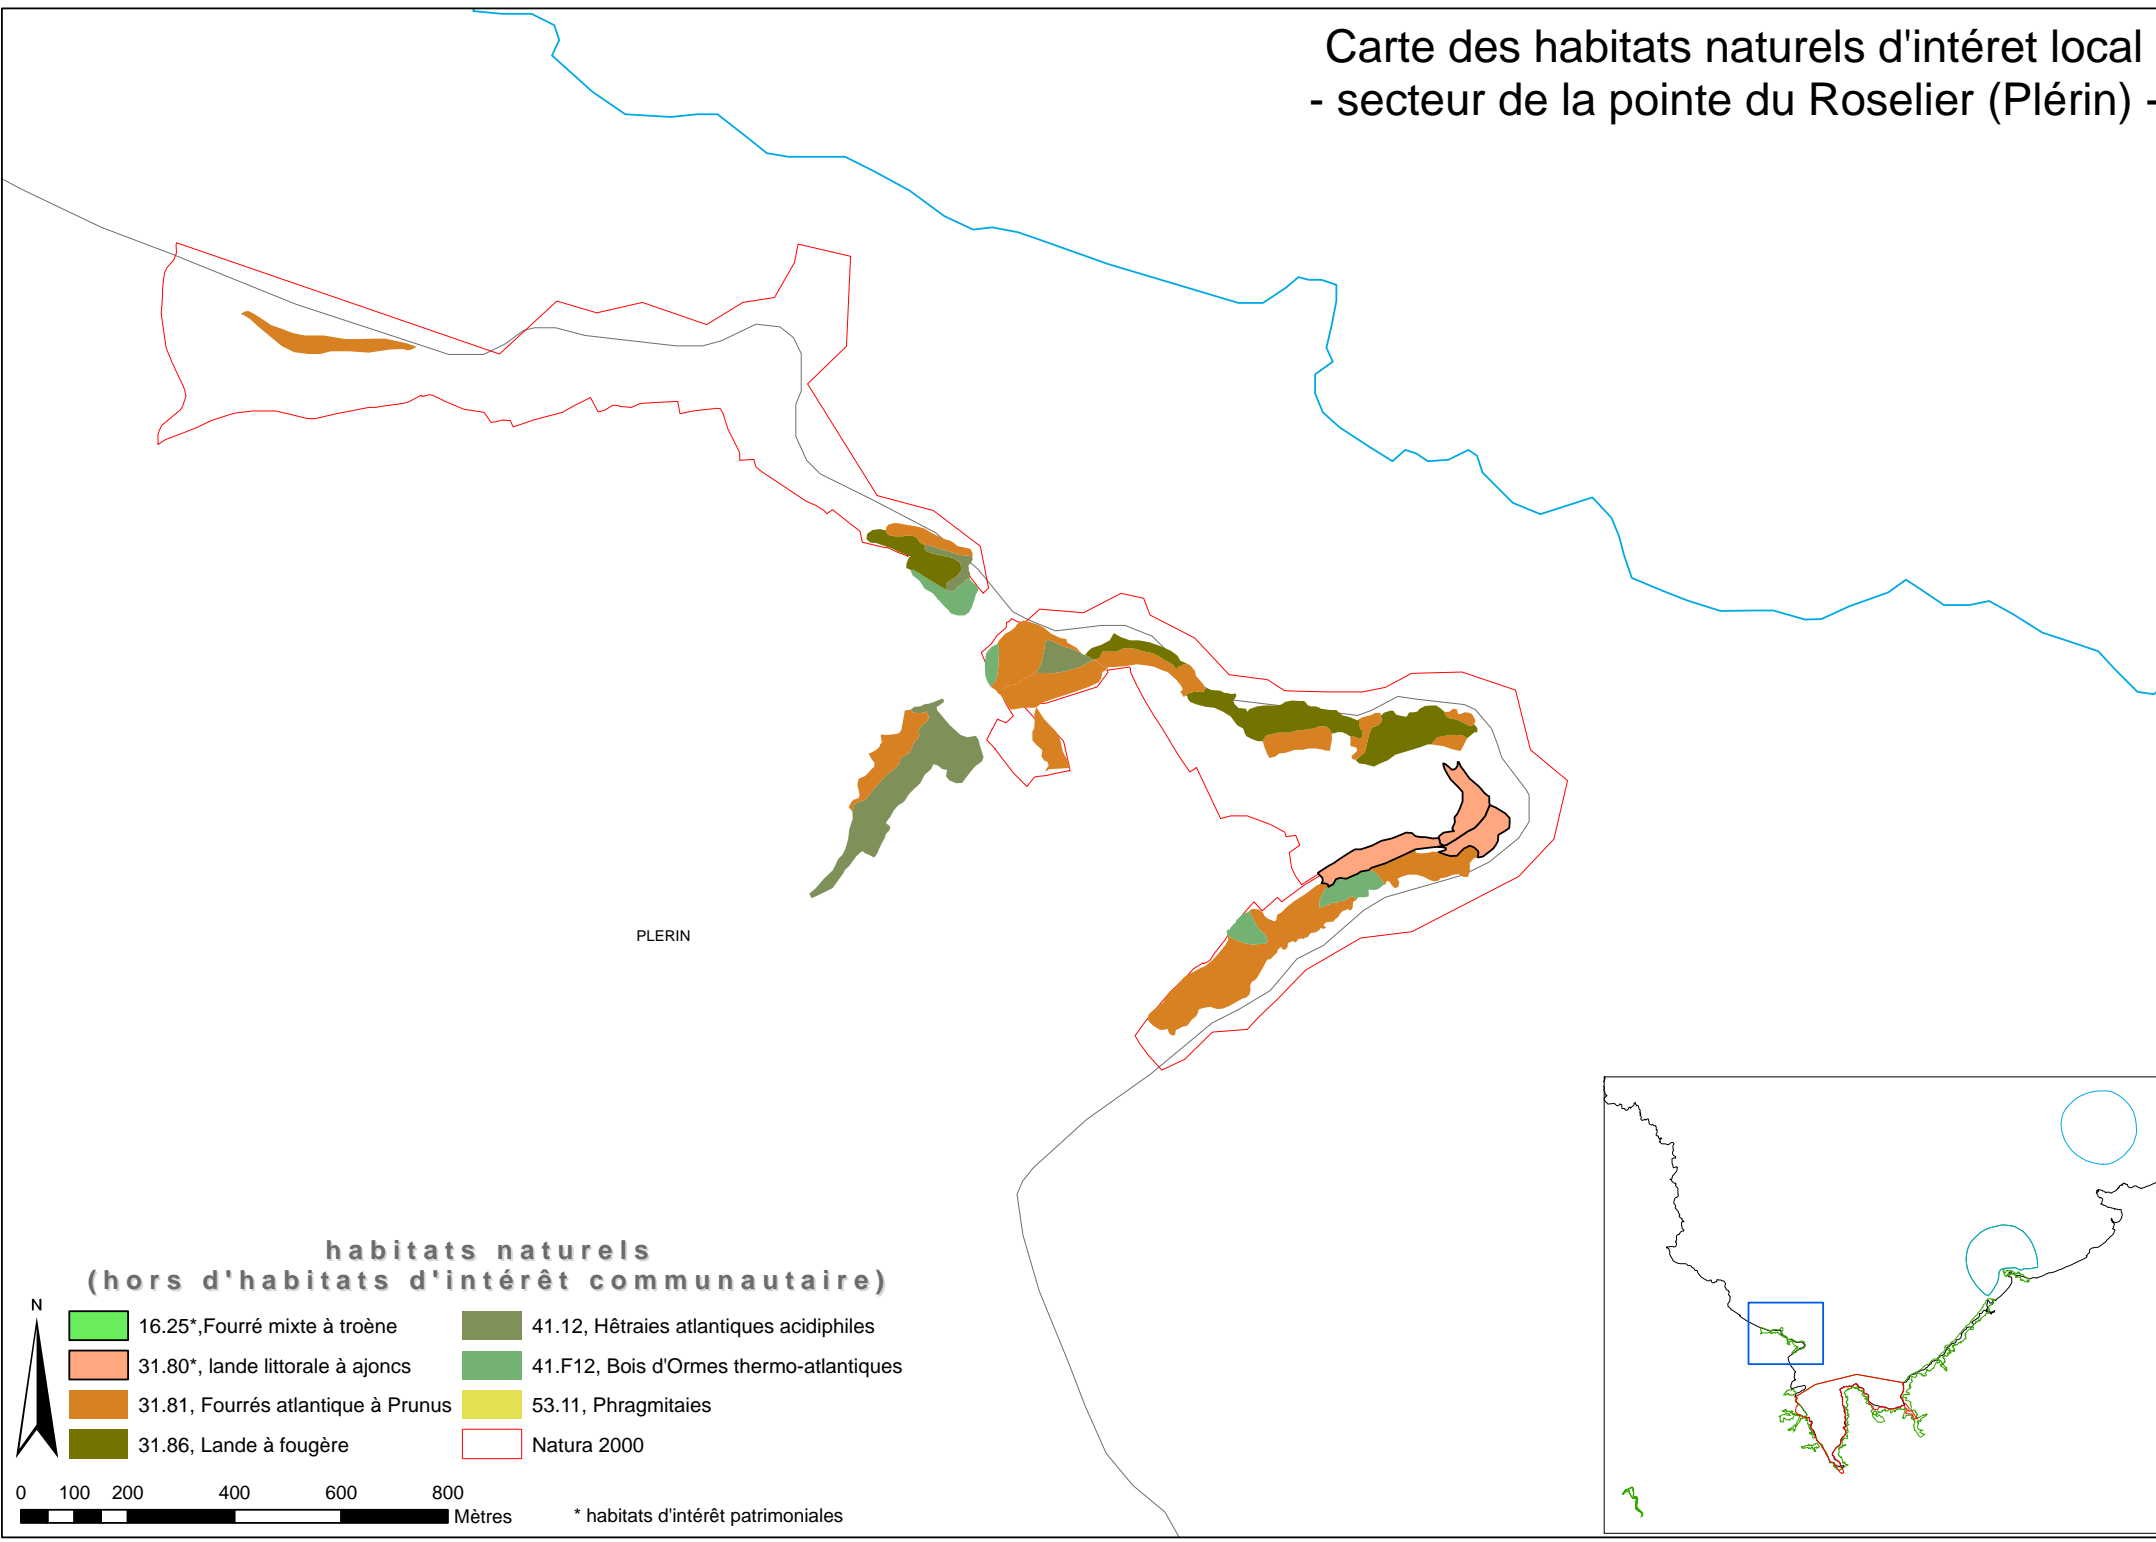 Carte des habitats naturels d'intéret local
- secteur de la pointe du Roselier (Plérin) -
PLERIN
habitats naturels
(hors d'habitats d'intérêt communautaire)
N
16.25*,Fourré mixte à troène
31.80*, lande littorale à ajoncs
31.81, Fourrés atlantique à Prunus
31.86, Lande à fougère
41.12, Hêtraies atlantiques acidiphiles
41.F12, Bois d'Ormes thermo-atlantiques
53.11, Phragmitaies
Natura 2000
0 100 200 400 600 800
Mètres
* habitats d'intérêt patrimoniales